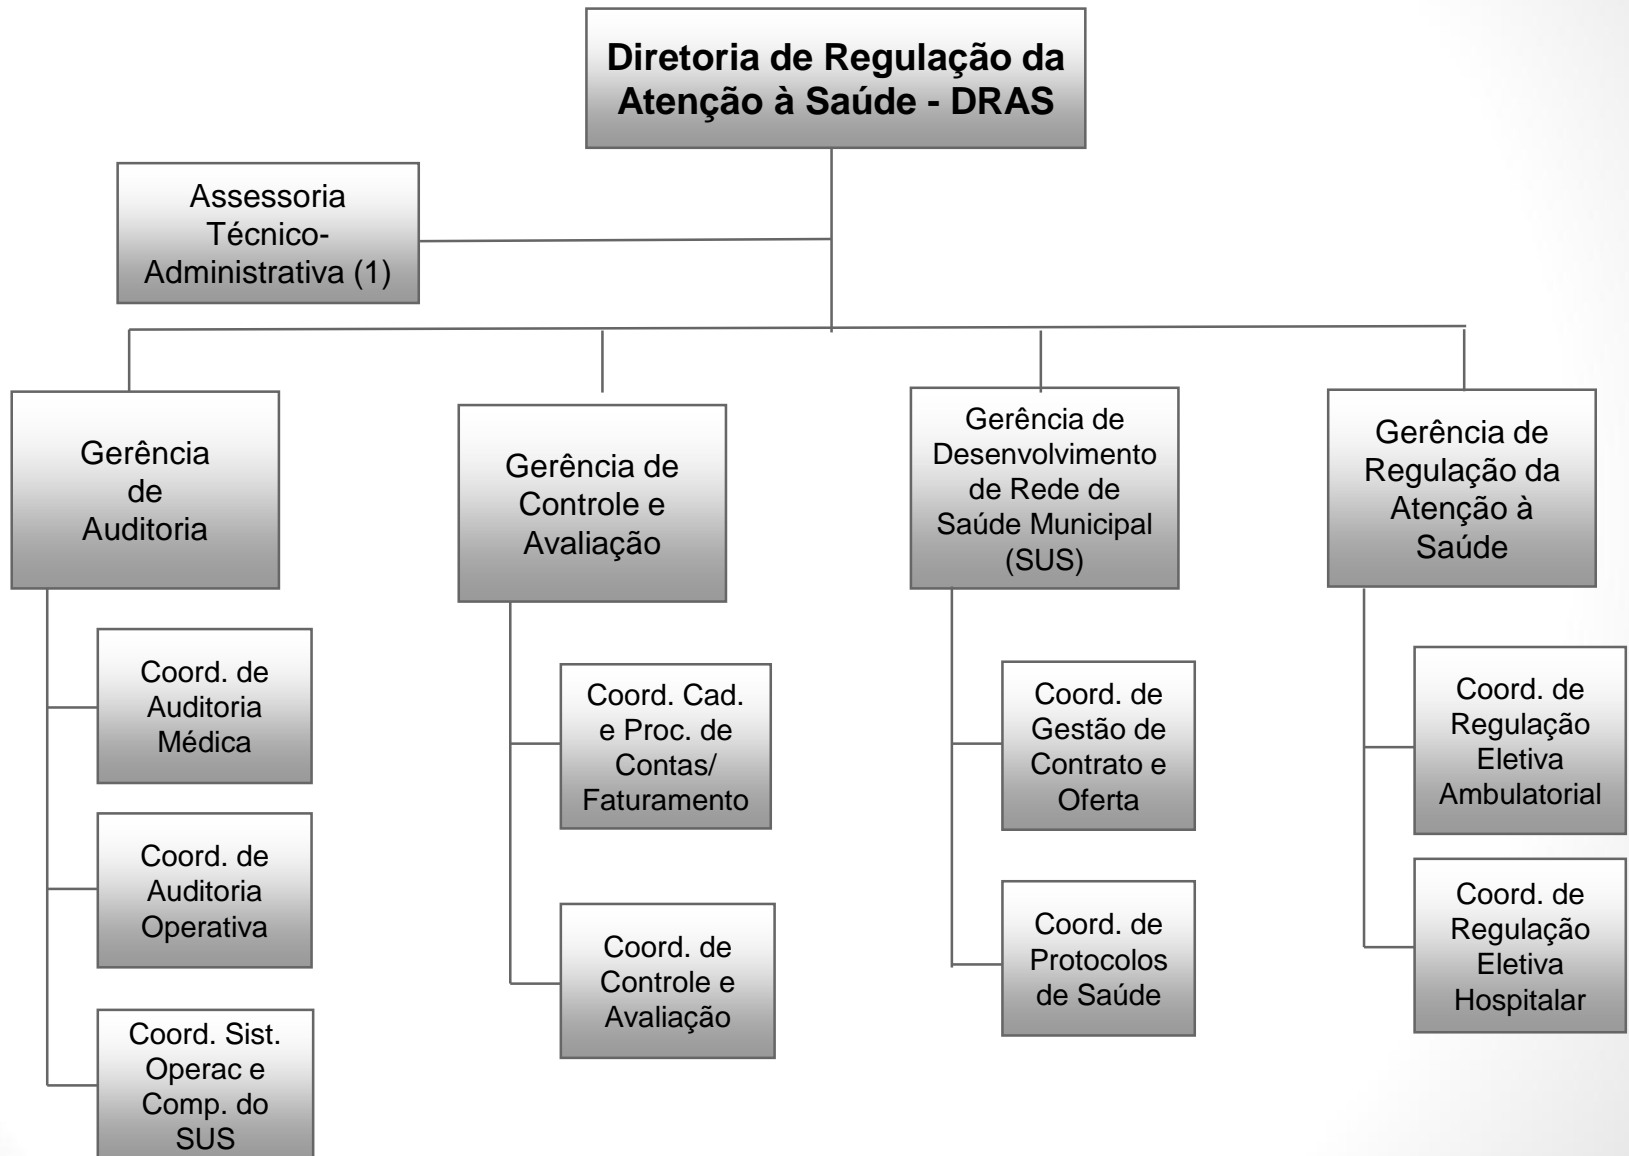 Diretoria de Regulação da
Atenção à Saúde - DRAS
Assessoria
Técnico-
Administrativa (1)
Gerência
de
Auditoria
Coord. de
Auditoria
Médica
Coord. de
Auditoria
Operativa
Coord. Sist.
Operac e
Comp. do
SUS
Gerência de
Controle e
Avaliação
Coord. Cad.
e Proc. de
Contas/
Faturamento
Coord. de
Controle e
Avaliação
Gerência de
Desenvolvimento
de Rede de
Saúde Municipal
(SUS)
Coord. de
Gestão de
Contrato e
Oferta
Coord. de
Protocolos
de Saúde
Gerência de
Regulação da
Atenção à
Saúde
Coord. de
Regulação
Eletiva
Ambulatorial
Coord. de
Regulação
Eletiva
Hospitalar